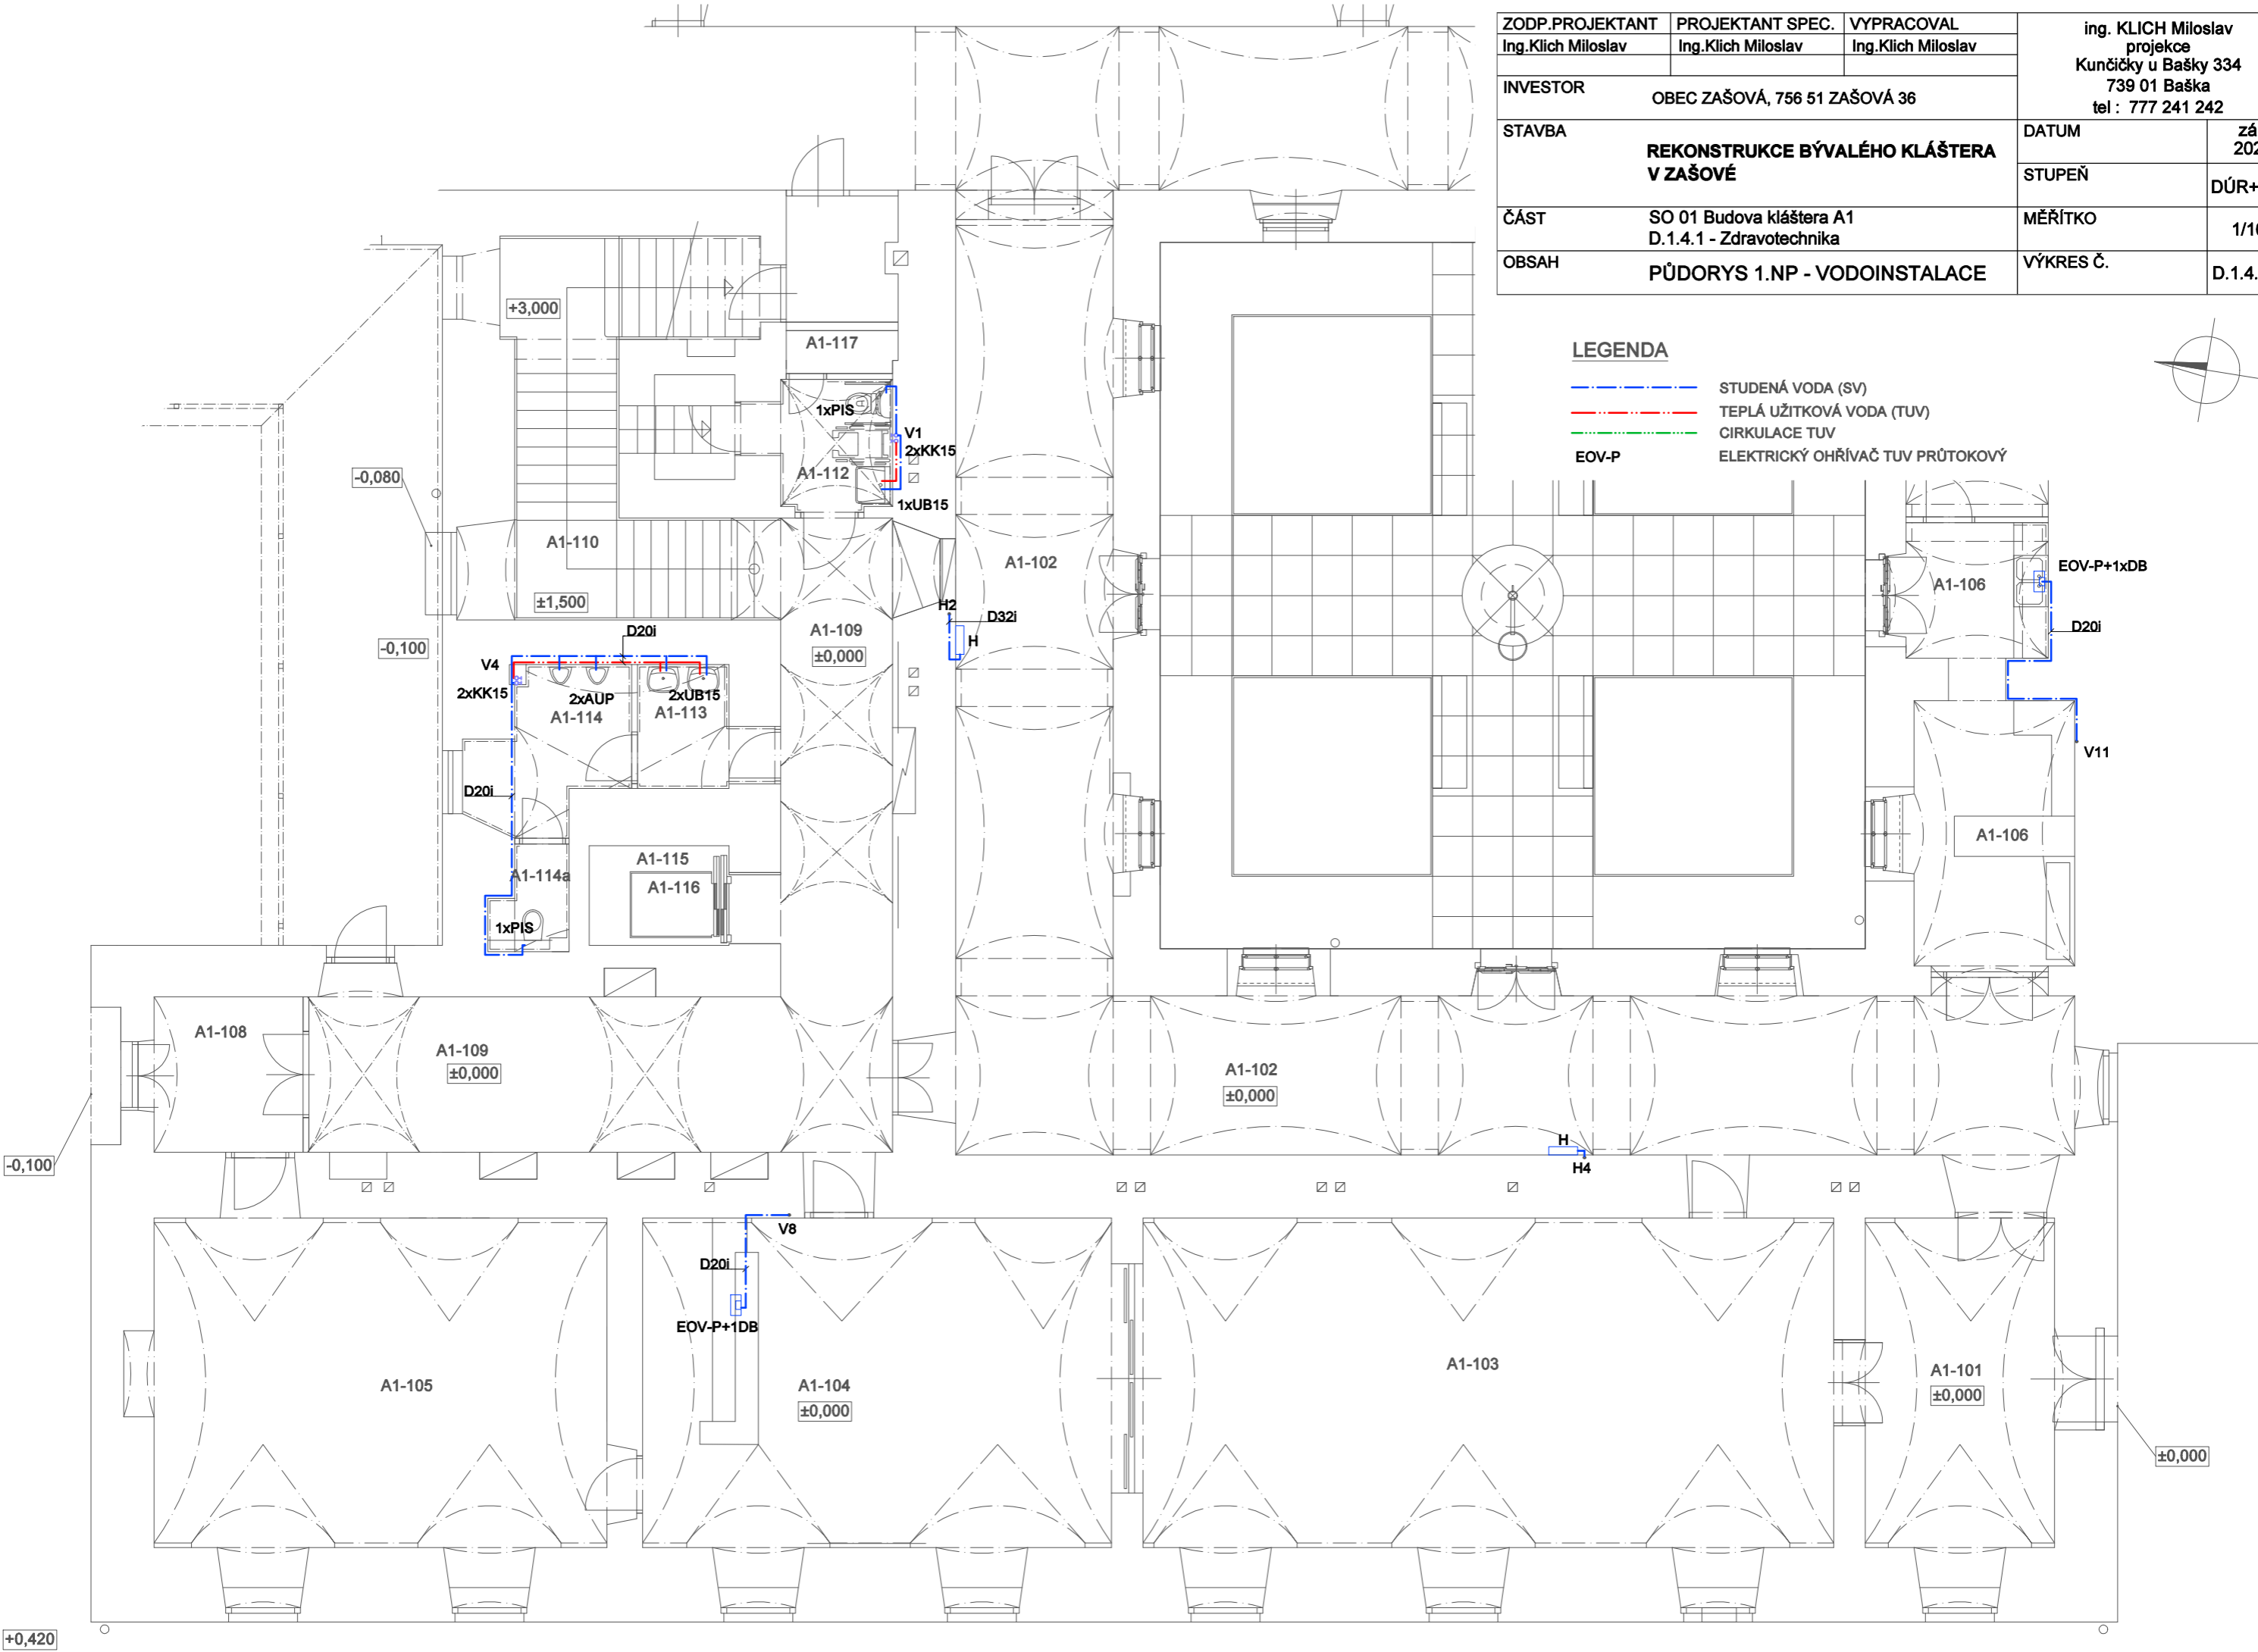 ZODP.PROJEKTANT PROJEKTANT SPEC. VYPRACOVAL
Ing.Klich Miloslav Ing.Klich Miloslav Ing.Klich Miloslav
ing. KLICH Miloslav
projekce
Kunčičky u Bašky 334
739 01 Baška
tel : 777 241 242
INVESTOR
OBEC ZAŠOVÁ, 756 51 ZAŠOVÁ 36
STAVBA
REKONSTRUKCE BÝVALÉHO KLÁŠTERA
V ZAŠOVÉ
DATUM
STUPEŇ
DÚR+
ČÁST
SO 01 Budova kláštera A1
D.1.4.1 - Zdravotechnika
MĚŘÍTKO
OBSAH
PŮDORYS 1.NP - VODOINSTALACE
VÝKRES Č.
D.1.4.
LEGENDA
STUDENÁ VODA (SV)
TEPLÁ UŽITKOVÁ VODA (TUV)
CIRKULACE TUV
EOV-P ELEKTRICKÝ OHŘÍVAČ TUV PRŮTOKOVÝ
+3,000
A1-117
1xPIS
V1
2xKK15
A1-112
1xUB15
-0,080
A1-110
±1,500
A1-102
H2
D32i
H
A1-109
±0,000
-0,100
D20i
V4
2xKK15
2xAUP
2xUB15
A1-114
A1-113
D20i
A1-115
A1-116
A1-114a
1xPIS
EOV-P+1xDB
A1-106
D20i
V11
A1-106
A1-108
A1-109
±0,000
A1-102
±0,000
H
H4
-0,100
V8
D20i
EOV-P+1DB
A1-105
A1-104
±0,000
A1-103
A1-101
±0,000
±0,000
+0,420